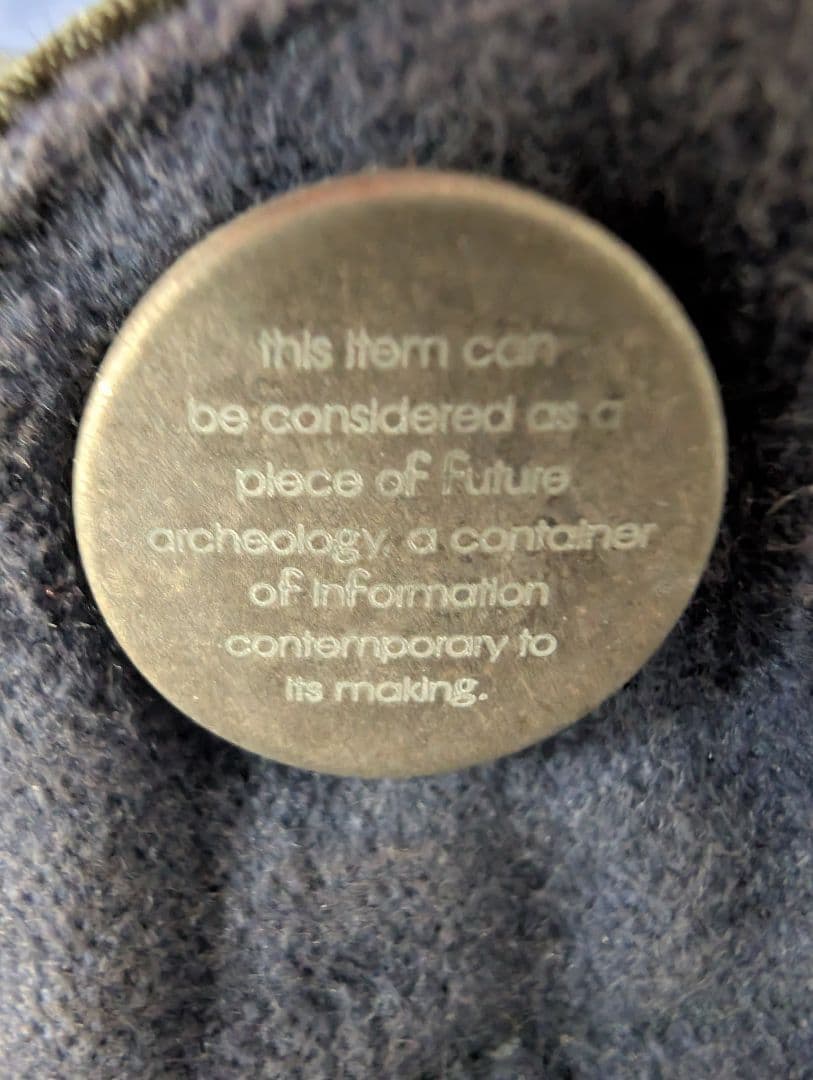 this item can
be considered as a
piece of future
archeology, a container
of information
contemporary to
its making.